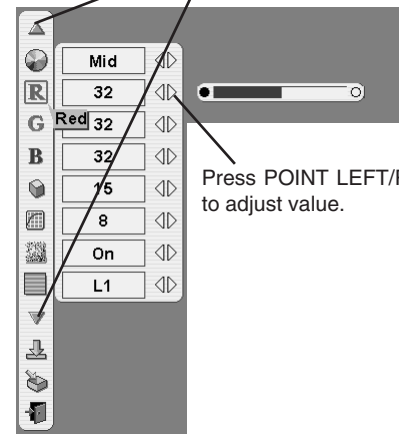 Mid
R 32
G Red 32
B 32
15
8
On
L1
Press POINT LEFT/
to adjust value.